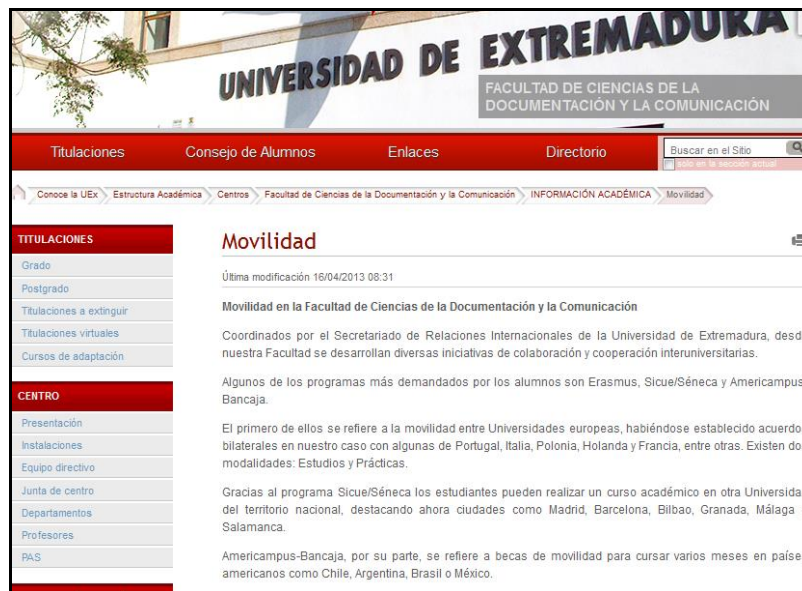 UNIVERSIDAD DE EXTREMADURA
FACULTAD DE CIENCIAS DE LA
DOCUMENTACIÓN Y LA COMUNICACIÓN
Titulaciones
Consejo de Alumnos
Enlaces
Directorio
Buscar en el Sitio
solo en la sección actual
Conoce la UEx
Estructura Académica
Centros
Facultad de Ciencias de la Documentación y la Comunicación
INFORMACIÓN ACADÉMICA
Movilidad
TITULACIONES
Grado
Postgrado
Titulaciones a extinguir
Titulaciones virtuales
Cursos de adaptación
CENTRO
Presentación
Instalaciones
Equipo directivo
Junta de centro
Departamentos
Profesores
PAS
Movilidad
Última modificación 16/04/2013 08:31
Movilidad en la Facultad de Ciencias de la Documentación y la Comunicación
Coordinados por el Secretariado de Relaciones Internacionales de la Universidad de Extremadura, desd
nuestra Facultad se desarrollan diversas iniciativas de colaboración y cooperación interuniversitarias.
Algunos de los programas más demandados por los alumnos son Erasmus, Sicue/Séneca y Americampus
Bancaja.
El primero de ellos se refiere a la movilidad entre Universidades europeas, habiéndose establecido acuerdo
bilaterales en nuestro caso con algunas de Portugal, Italia, Polonia, Holanda y Francia, entre otras. Existen do
modalidades: Estudios y Prácticas.
Gracias al programa Sicue/Séneca los estudiantes pueden realizar un curso académico en otra Universida
del territorio nacional, destacando ahora ciudades como Madrid, Barcelona, Bilbao, Granada, Málaga
Salamanca.
Americampus-Bancaja, por su parte, se refiere a becas de movilidad para cursar varios meses en paíse
americanos como Chile, Argentina, Brasil o México.